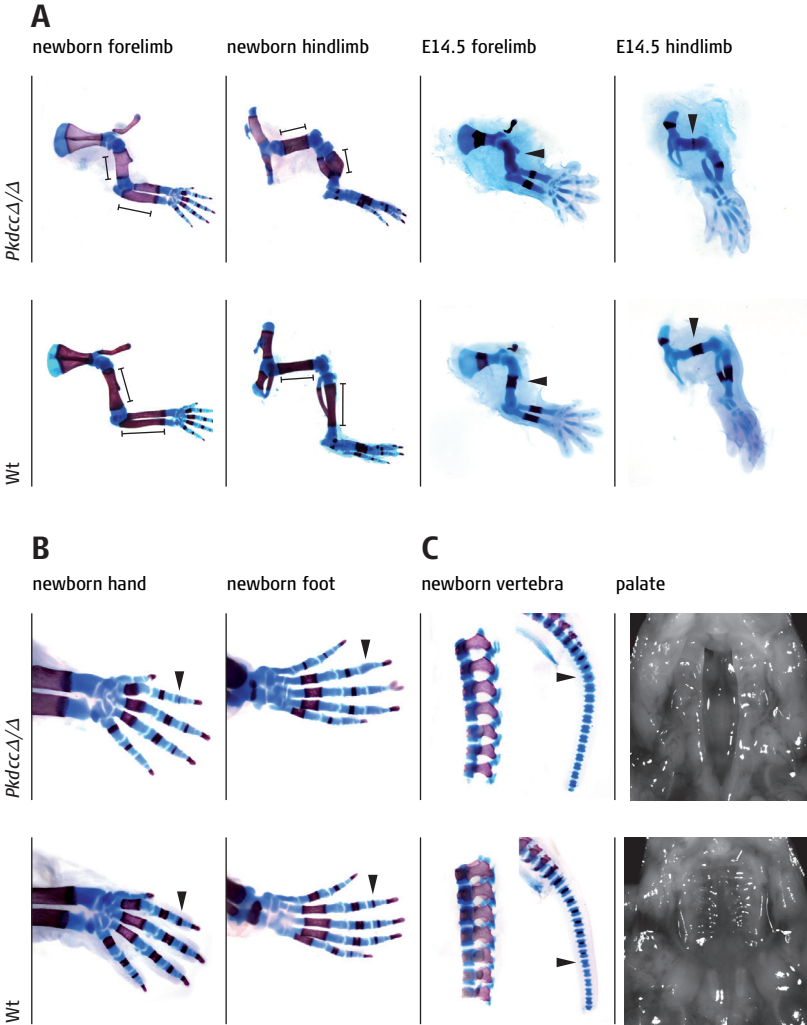 A
newborn forelimb
newborn hindlimb
E14.5 forelimb
E14.5 hindlimb
PkdccΔ/Δ
Wt
B
C
newborn hand
newborn foot
newborn vertebra
palate
PkdccΔ/Δ
Wt